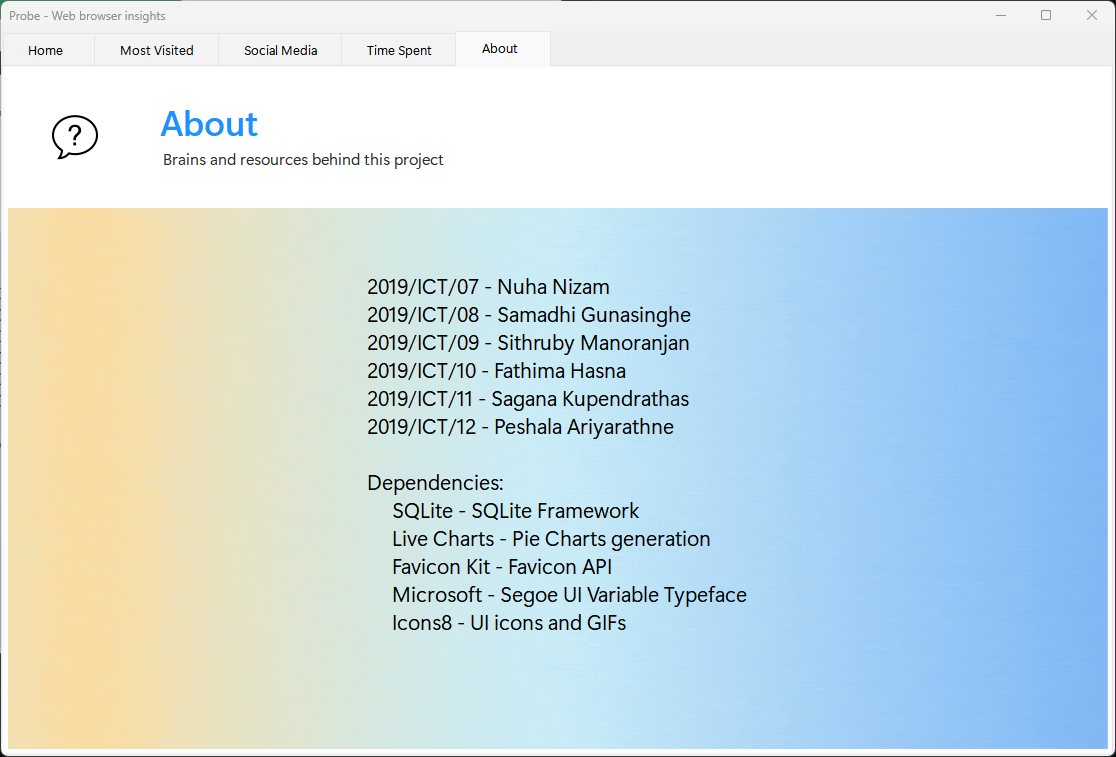 Probe - Web browser insights
Home
Most Visited
Social Media
Time Spent
About
?
About
Brains and resources behind this project
2019/ICT/07 - Nuha Nizam
2019/ICT/08 - Samadhi Gunasinghe
2019/ICT/09 - Sithruby Manoranjan
2019/ICT/10 - Fathima Hasna
2019/ICT/11 - Sagana Kupendrathas
2019/ICT/12 - Peshala Ariyarathne
Dependencies:
SQLite - SQLite Framework
Live Charts - Pie Charts generation
Favicon Kit - Favicon API
Microsoft - Segoe UI Variable Typeface
Icons8 - UI icons and GIFs